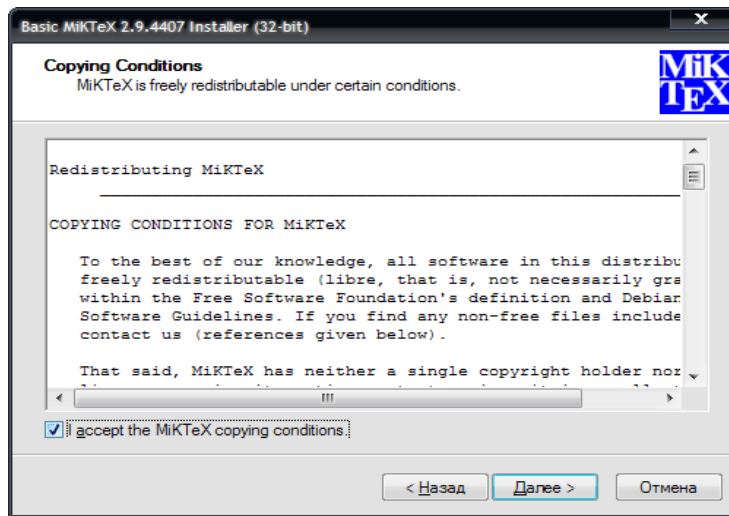 Basic MiKTeX 2.9.4407 Installer (32-bit)
X
Copying Conditions
MiKTeX is freely redistributable under certain conditions.
MiK
TEX
Redistributing MiKTeX
COPYING CONDITIONS FOR MiKTeX
To the best of our knowledge, all software in this distribu
freely redistributable (libre, that is, not necessarily gra
within the Free Software Foundation's definition and Debian
Software Guidelines. If you find any non-free files include
contact us (references given below).
That said, MiKTeX has neither a single copyright holder nor
I accept the MiKTeX copying conditions.
< Назад
Далее >
Отмена